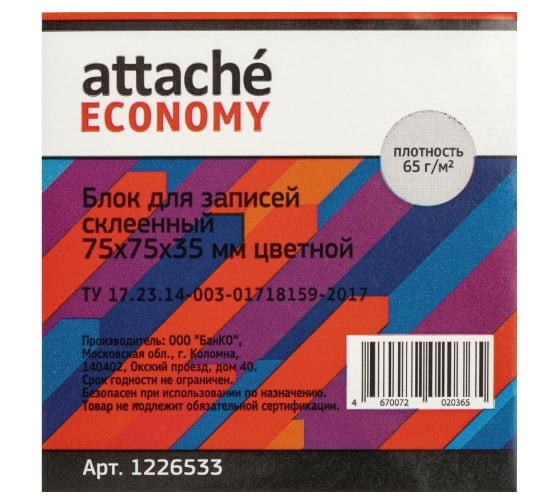 attaché
ECONOMY
плотность
65 г/м²
Блок для записей
склеенный
75х75х35 мм цветной
ТУ 17.23.14-003-01718159-2017
Производитель: ООО "БанКО",
Московская обл., г. Коломна,
140402, Окский проезд, дом 40.
Срок годности не ограничен.
Безопасен при использовании по назначению.
Товар не подлежит обязательной сертификации.
4 670072 020365
Арт. 1226533